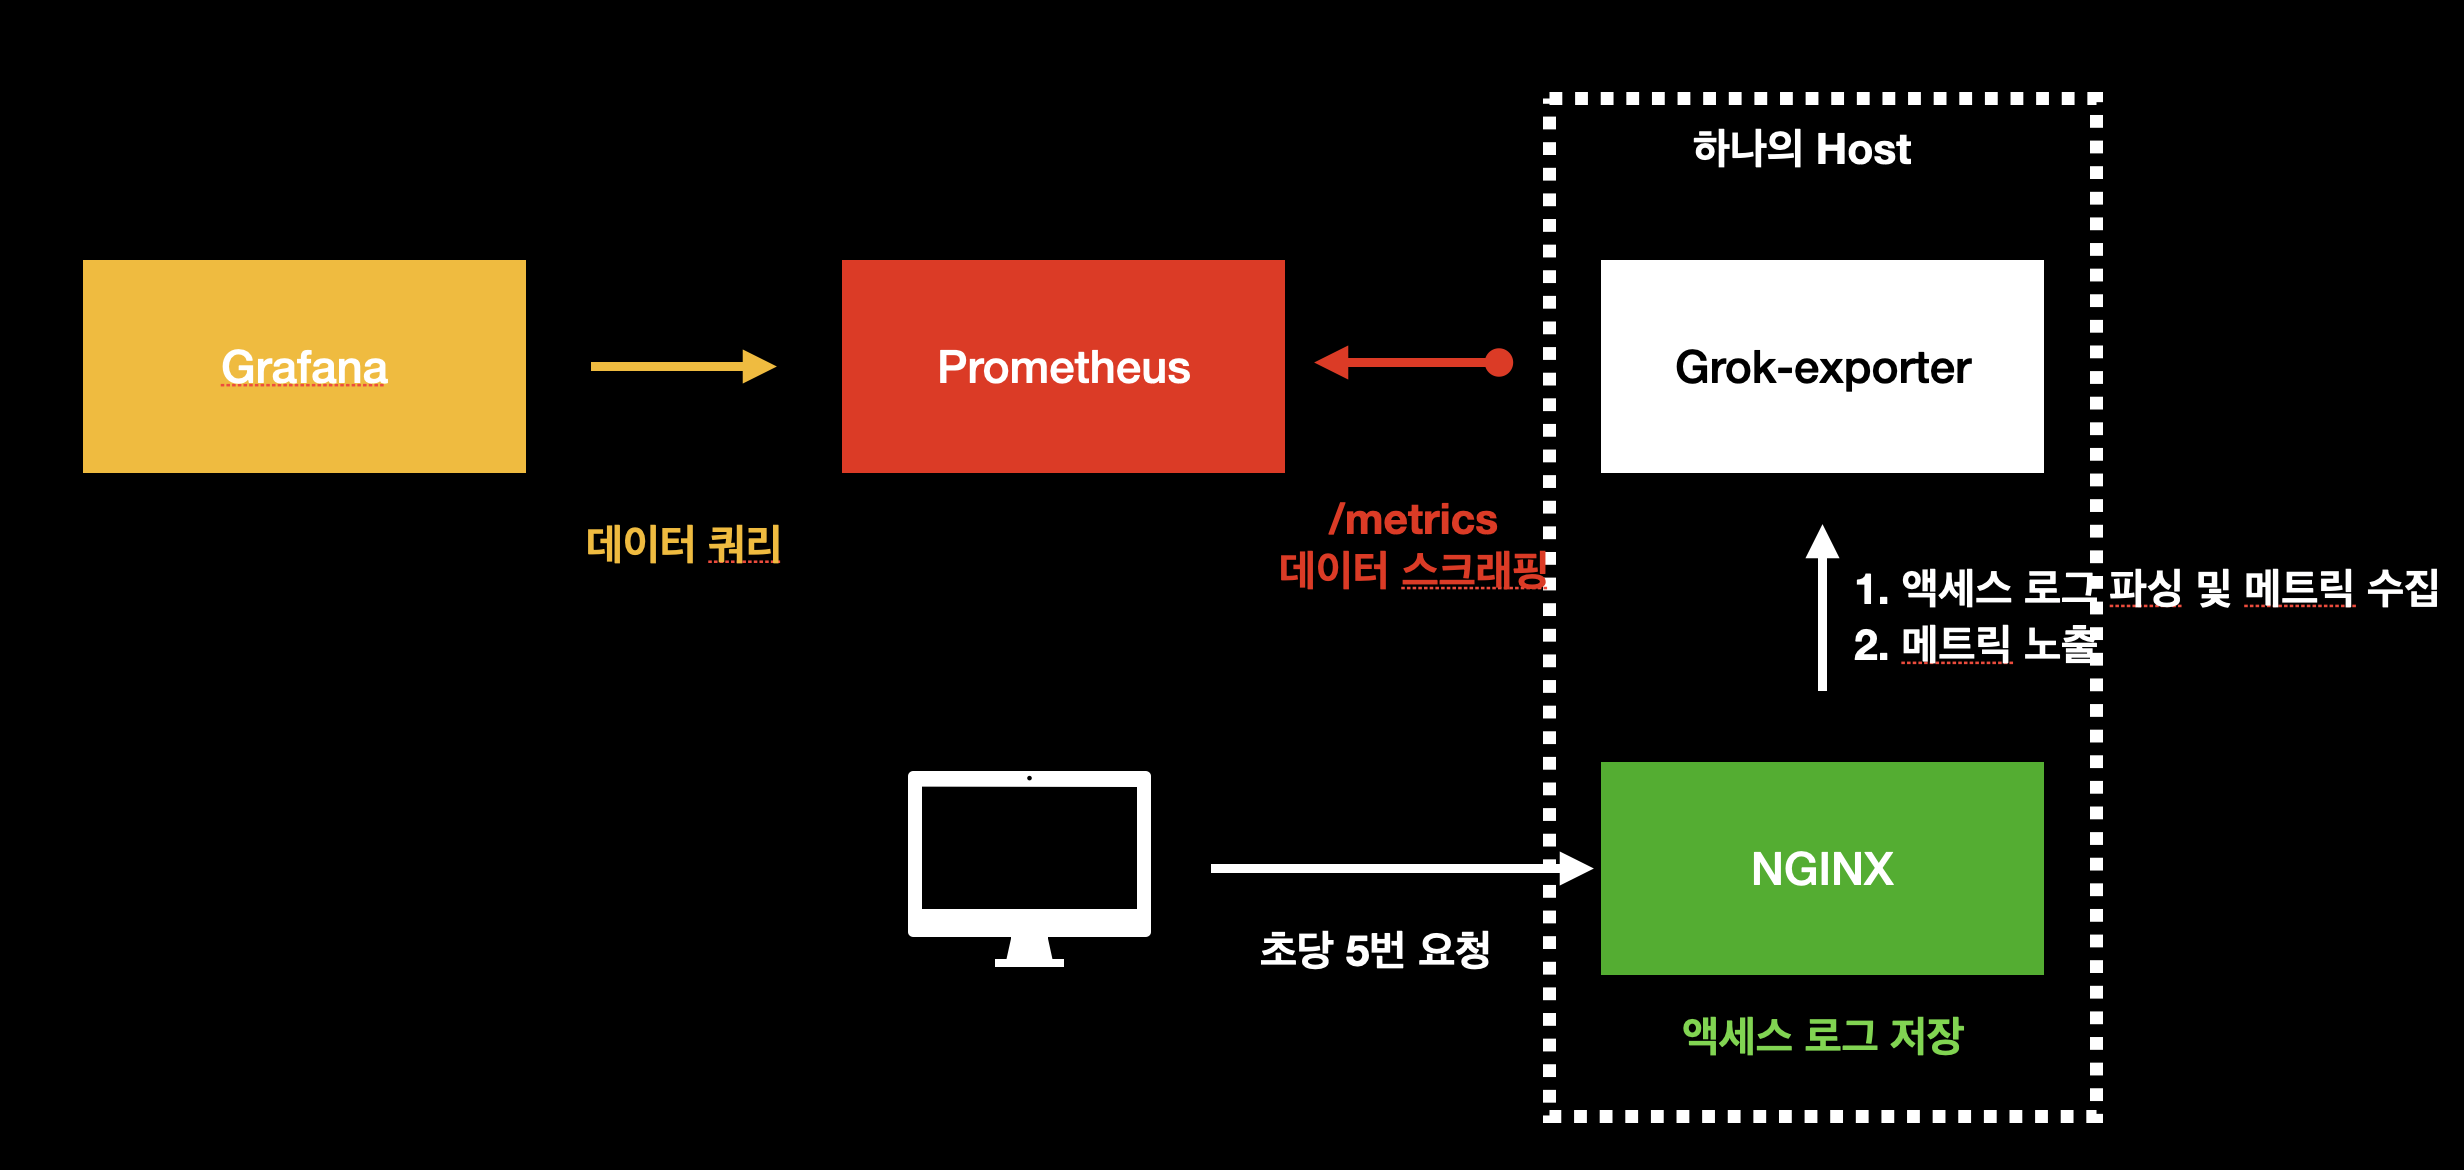 하나의 Host
Grafana
Prometheus
Grok-exporter
데이터 쿼리
/metrics
데이터 스크래핑
1. 액세스 로그 파싱 및 메트릭 수집
2. 메트릭 노출
NGINX
초당 5번 요청
액세스 로그 저장